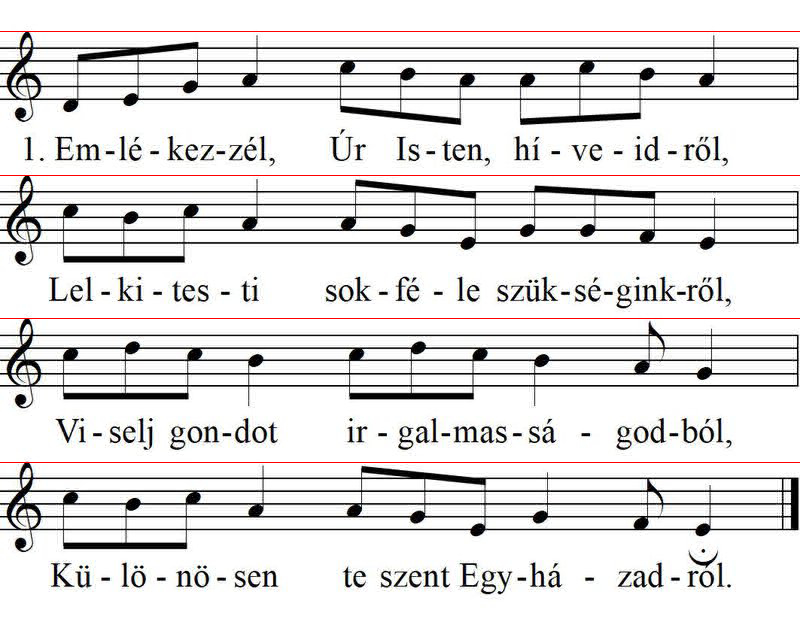 1. Em-lé-kez-zél, Úr Is-ten, hí-ve-id-ről,
Lel-ki-tes-ti sok-fé-le szük-sé-gink-ről,
Vi-selj gon-dot ir-gal-mas-sá-god-ból,
Kü-lö-nö-sen te szent Egy-há-zad-ról.